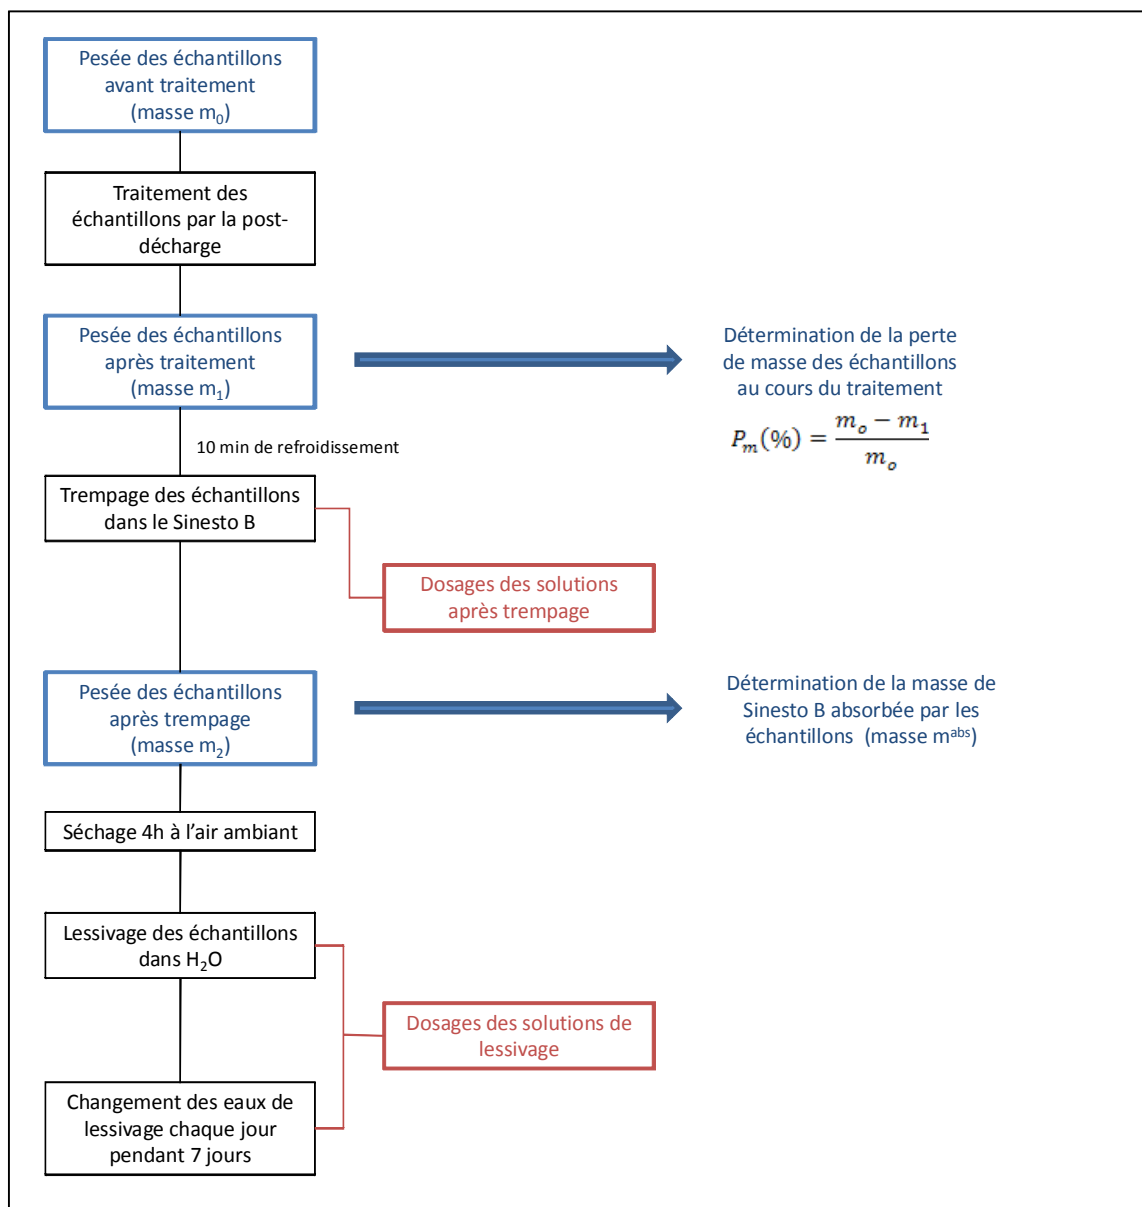 Pesée des échantillons
avant traitement
(masse m₀)
Traitement des
échantillons par la post-
décharge
Pesée des échantillons
après traitement
(masse m₁)
Détermination de la perte
de masse des échantillons
au cours du traitement
P_m(%) = (m_o − m_1) / m_o
10 min de refroidissement
Trempage des échantillons
dans le Sinesto B
Dosages des solutions
après trempage
Pesée des échantillons
après trempage
(masse m₂)
Détermination de la masse de
Sinesto B absorbée par les
échantillons (masse mᵃᵇˢ)
Séchage 4h à l’air ambiant
Lessivage des échantillons
dans H₂O
Dosages des solutions de
lessivage
Changement des eaux de
lessivage chaque jour
pendant 7 jours